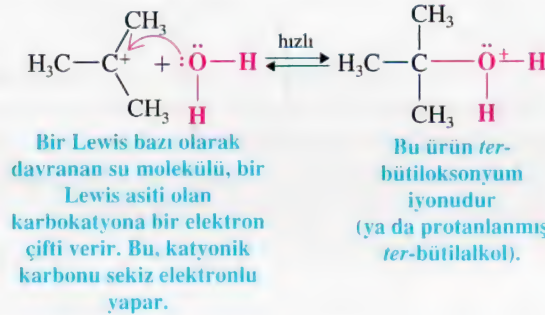 CH₃ CH₃
H₃C—C⁺ + :Ö—H hızlı H₃C—C—Ö⁺—H
CH₃ H CH₃ H
Bir Lewis bazı olarak
davranan su molekülü, bir
Lewis asiti olan
karbokatyona bir elektron
çifti verir. Bu, katyonik
karbonu sekiz elektronlu
yapar.
Bu ürün ter-
bütiloksonyum
iyonudur
(ya da protanlanmış
ter-bütilalkol).